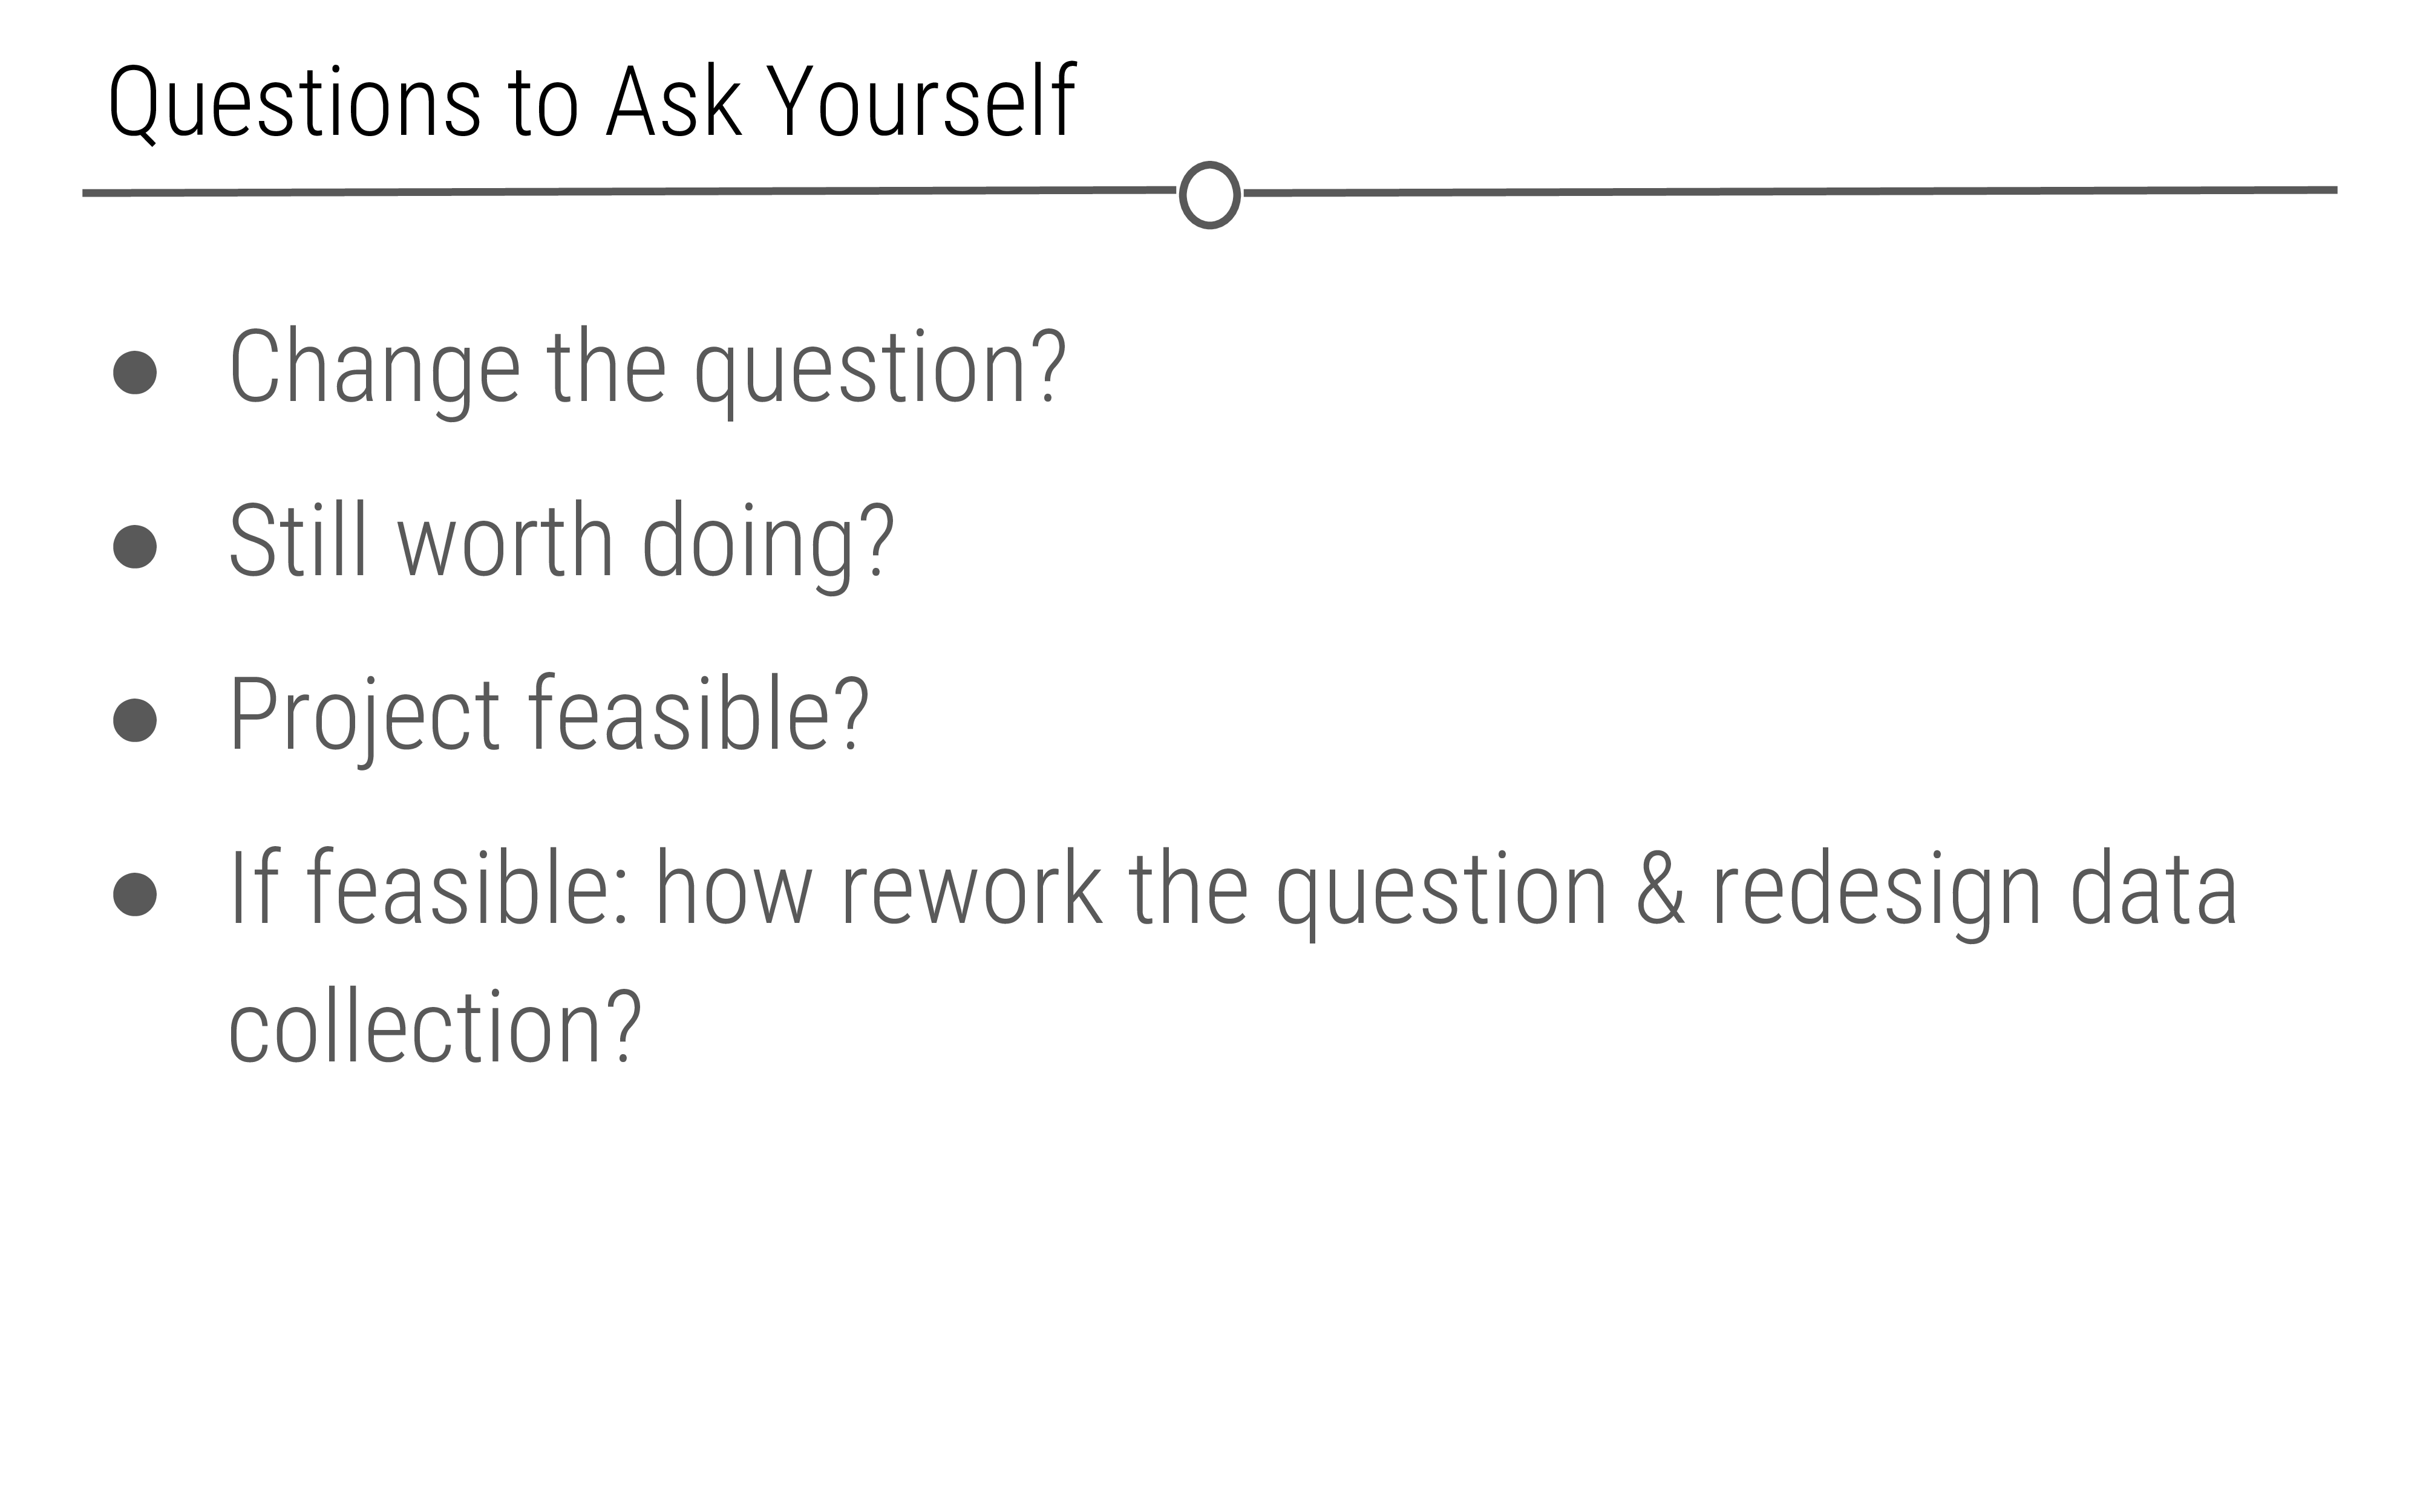 Questions to Ask Yourself
● Change the question?
● Still worth doing?
● Project feasible?
● If feasible: how rework the question & redesign data
collection?